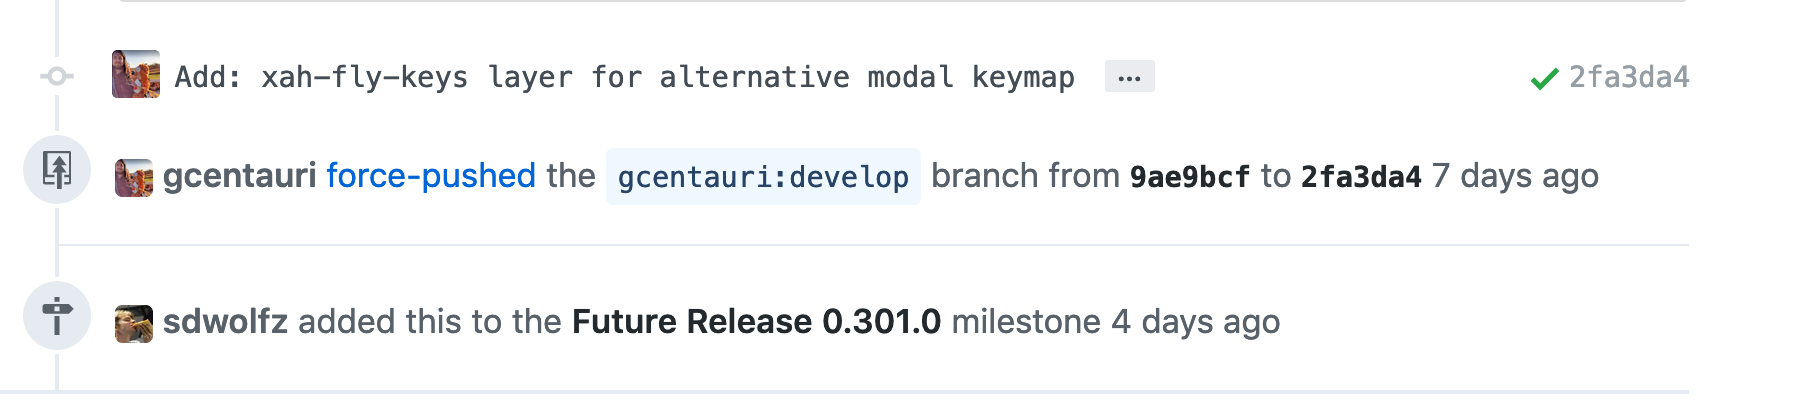 Add: xah-fly-keys layer for alternative modal keymap ... 2fa3da4
gcentauri force-pushed the gcentauri:develop branch from 9ae9bcf to 2fa3da4 7 days ago
sdwolfz added this to the Future Release 0.301.0 milestone 4 days ago